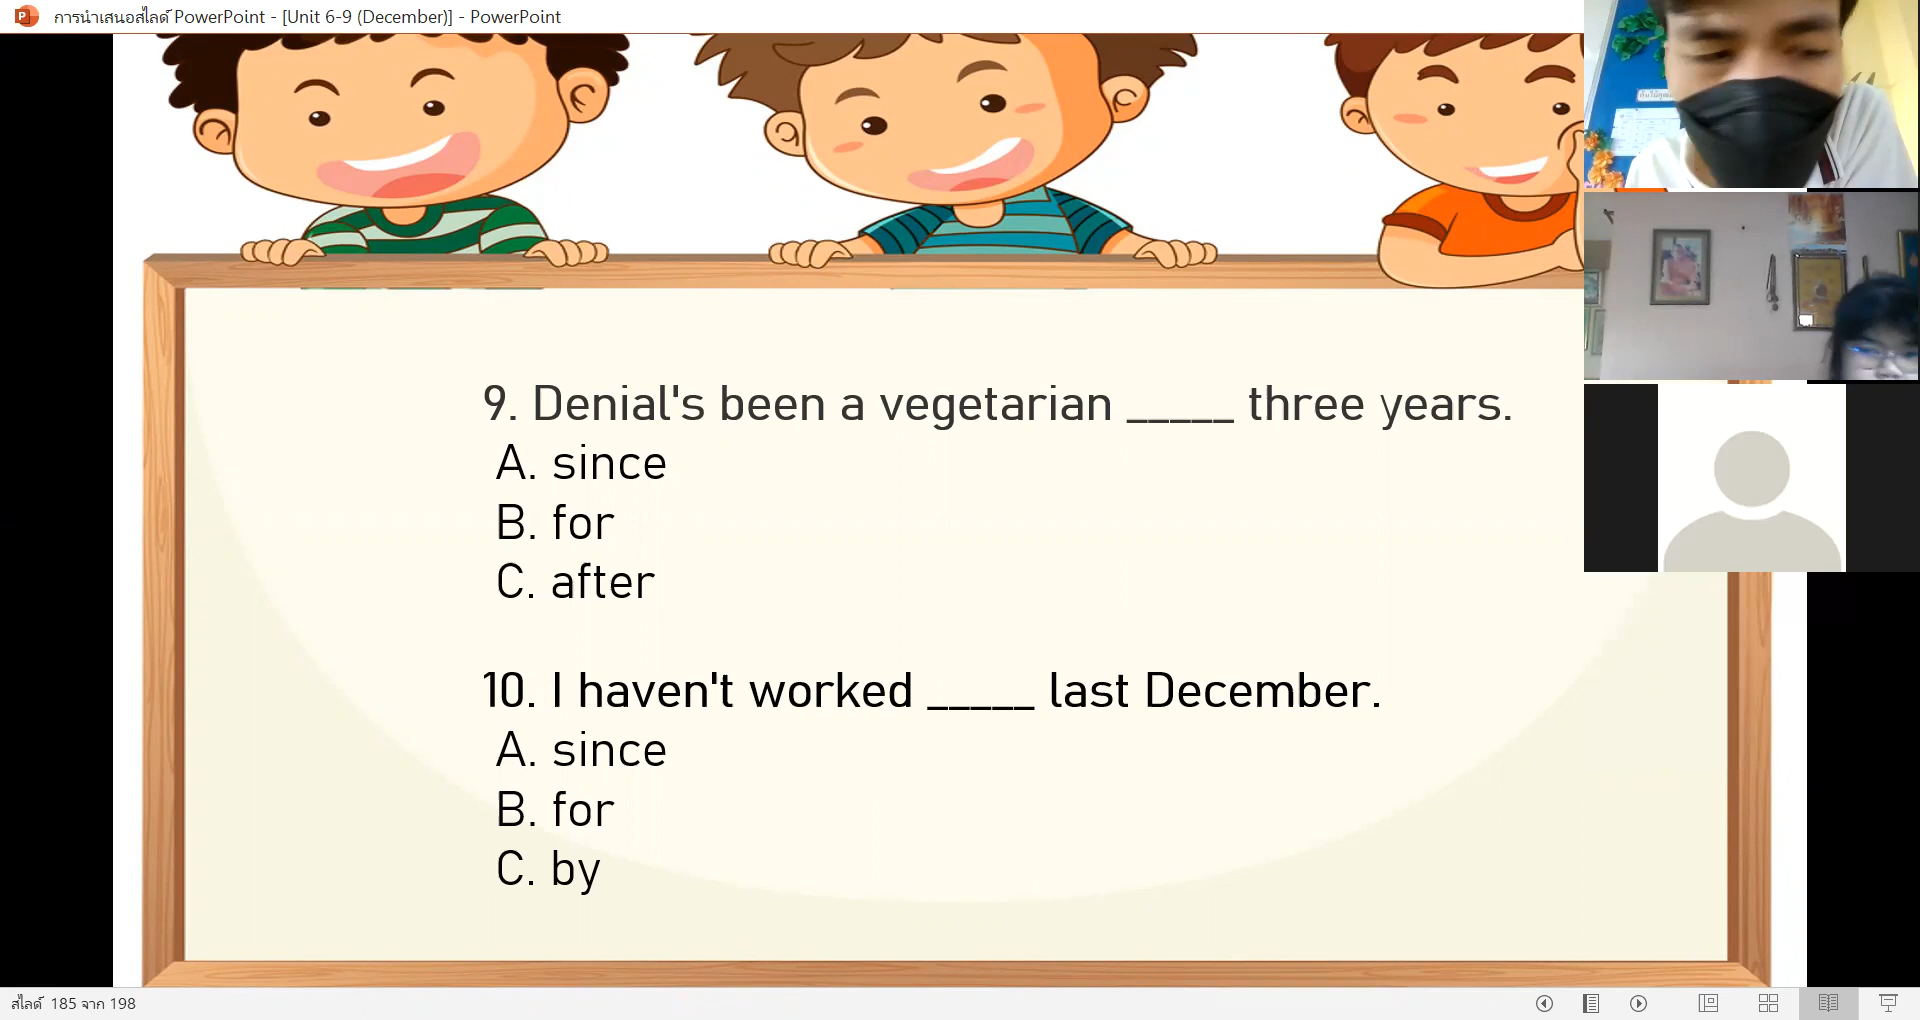 การนำเสนอสไลด์ PowerPoint - [Unit 6-9 (December)] - PowerPoint
9. Denial's been a vegetarian _____ three years.
A. since
B. for
C. after
10. I haven't worked _____ last December.
A. since
B. for
C. by
สไลด์ 185 จาก 198